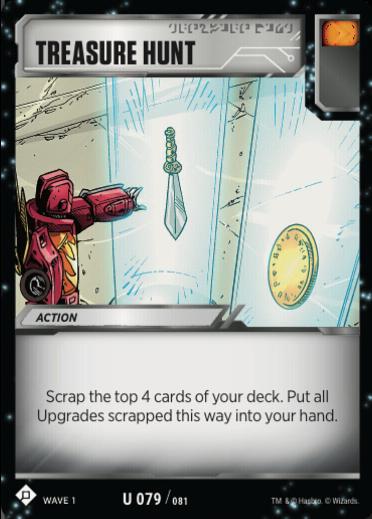 TREASURE HUNT
ACTION
Scrap the top 4 cards of your deck. Put all
Upgrades scrapped this way into your hand.
WAVE 1 U 079 / 081 TM & © Hasbro. © Wizards.